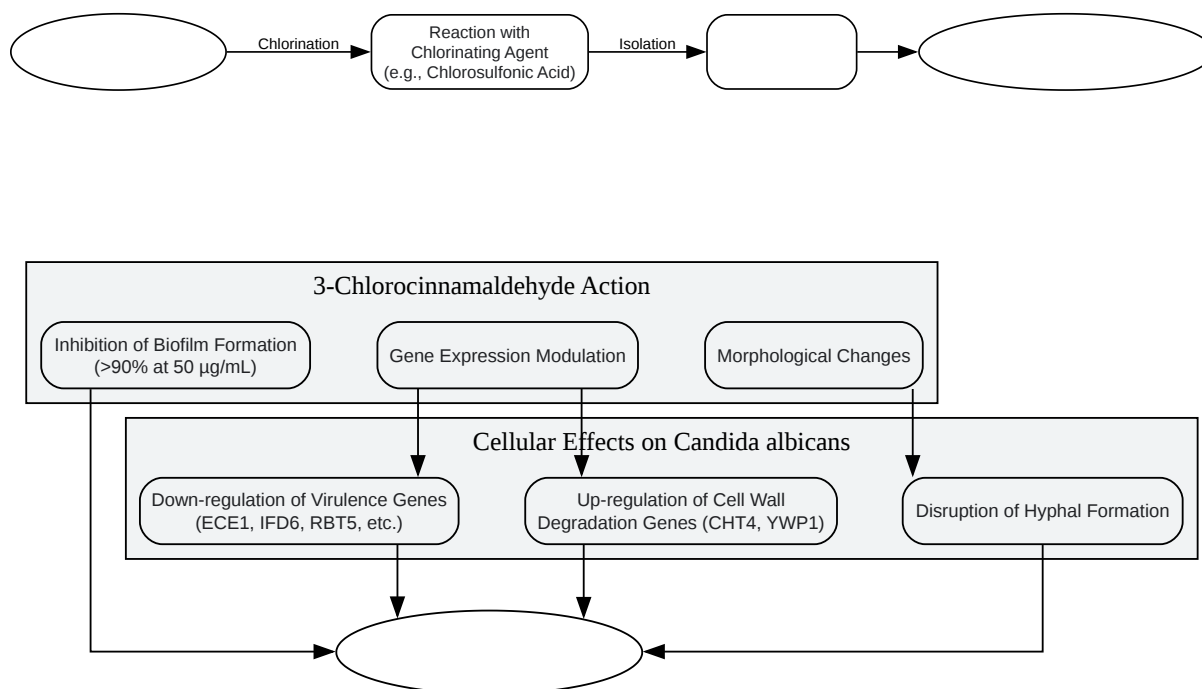 Chlorination
Reaction with
Chlorinating Agent
(e.g., Chlorosulfonic Acid)
Isolation
3-Chlorocinnamaldehyde Action
Inhibition of Biofilm Formation
(>90% at 50 µg/mL)
Gene Expression Modulation
Morphological Changes
Cellular Effects on Candida albicans
Down-regulation of Virulence Genes
(ECE1, IFD6, RBT5, etc.)
Up-regulation of Cell Wall
Degradation Genes (CHT4, YWP1)
Disruption of Hyphal Formation